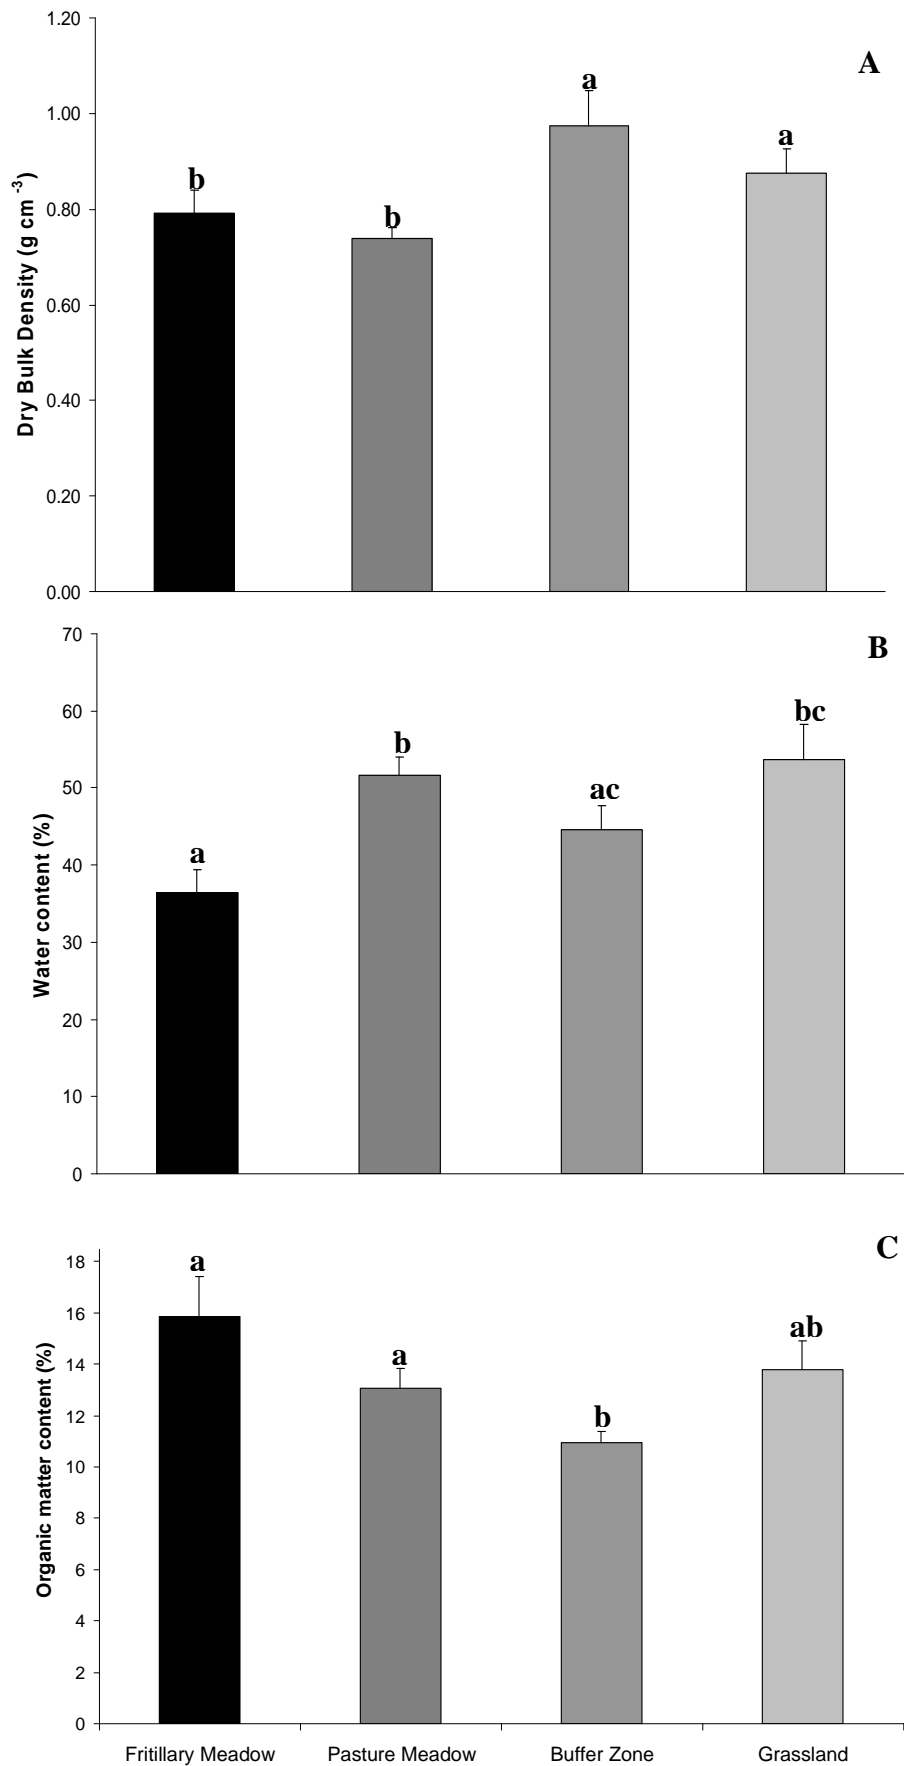 A
Dry Bulk Density (g cm -3)
1.20
1.00
0.80
0.60
0.40
0.20
0.00
b
b
a
a
B
Water content (%)
70
60
50
40
30
20
10
0
a
b
ac
bc
C
Organic matter content (%)
18
16
14
12
10
8
6
4
2
0
a
a
b
ab
Fritillary Meadow
Pasture Meadow
Buffer Zone
Grassland